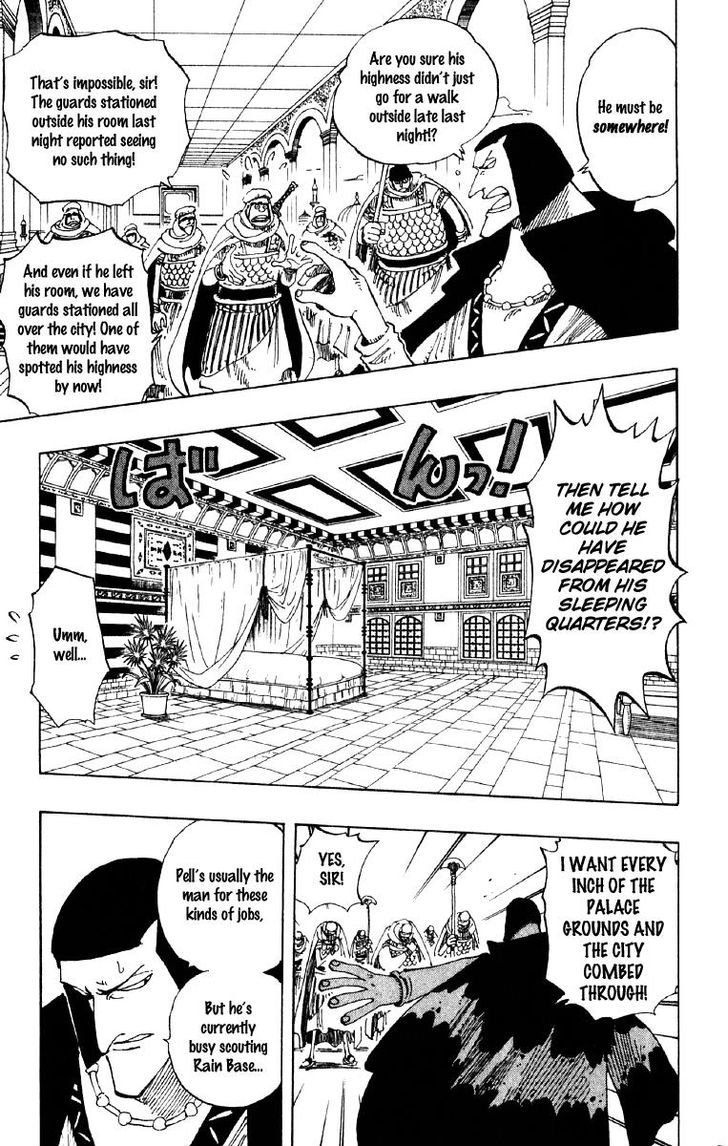 He must be
somewhere!
Are you sure his
highness didn't just
go for a walk
outside late last
night!?
That's impossible, sir!
The guards stationed
outside his room last
night reported seeing
no such thing!
And even if he left
his room, we have
guards stationed all
over the city! One of
them would have
spotted his highness
by now!
THEN TELL
ME HOW
COULD HE
HAVE
DISAPPEARED
FROM HIS
SLEEPING
QUARTERS!?
ばんっ!
Umm,
well...
I WANT EVERY
INCH OF THE
PALACE
GROUNDS AND
THE CITY
COMBED
THROUGH!
YES,
SIR!
Pell's usually the
man for these
kinds of jobs,
But he's
currently
busy scouting
Rain Base...